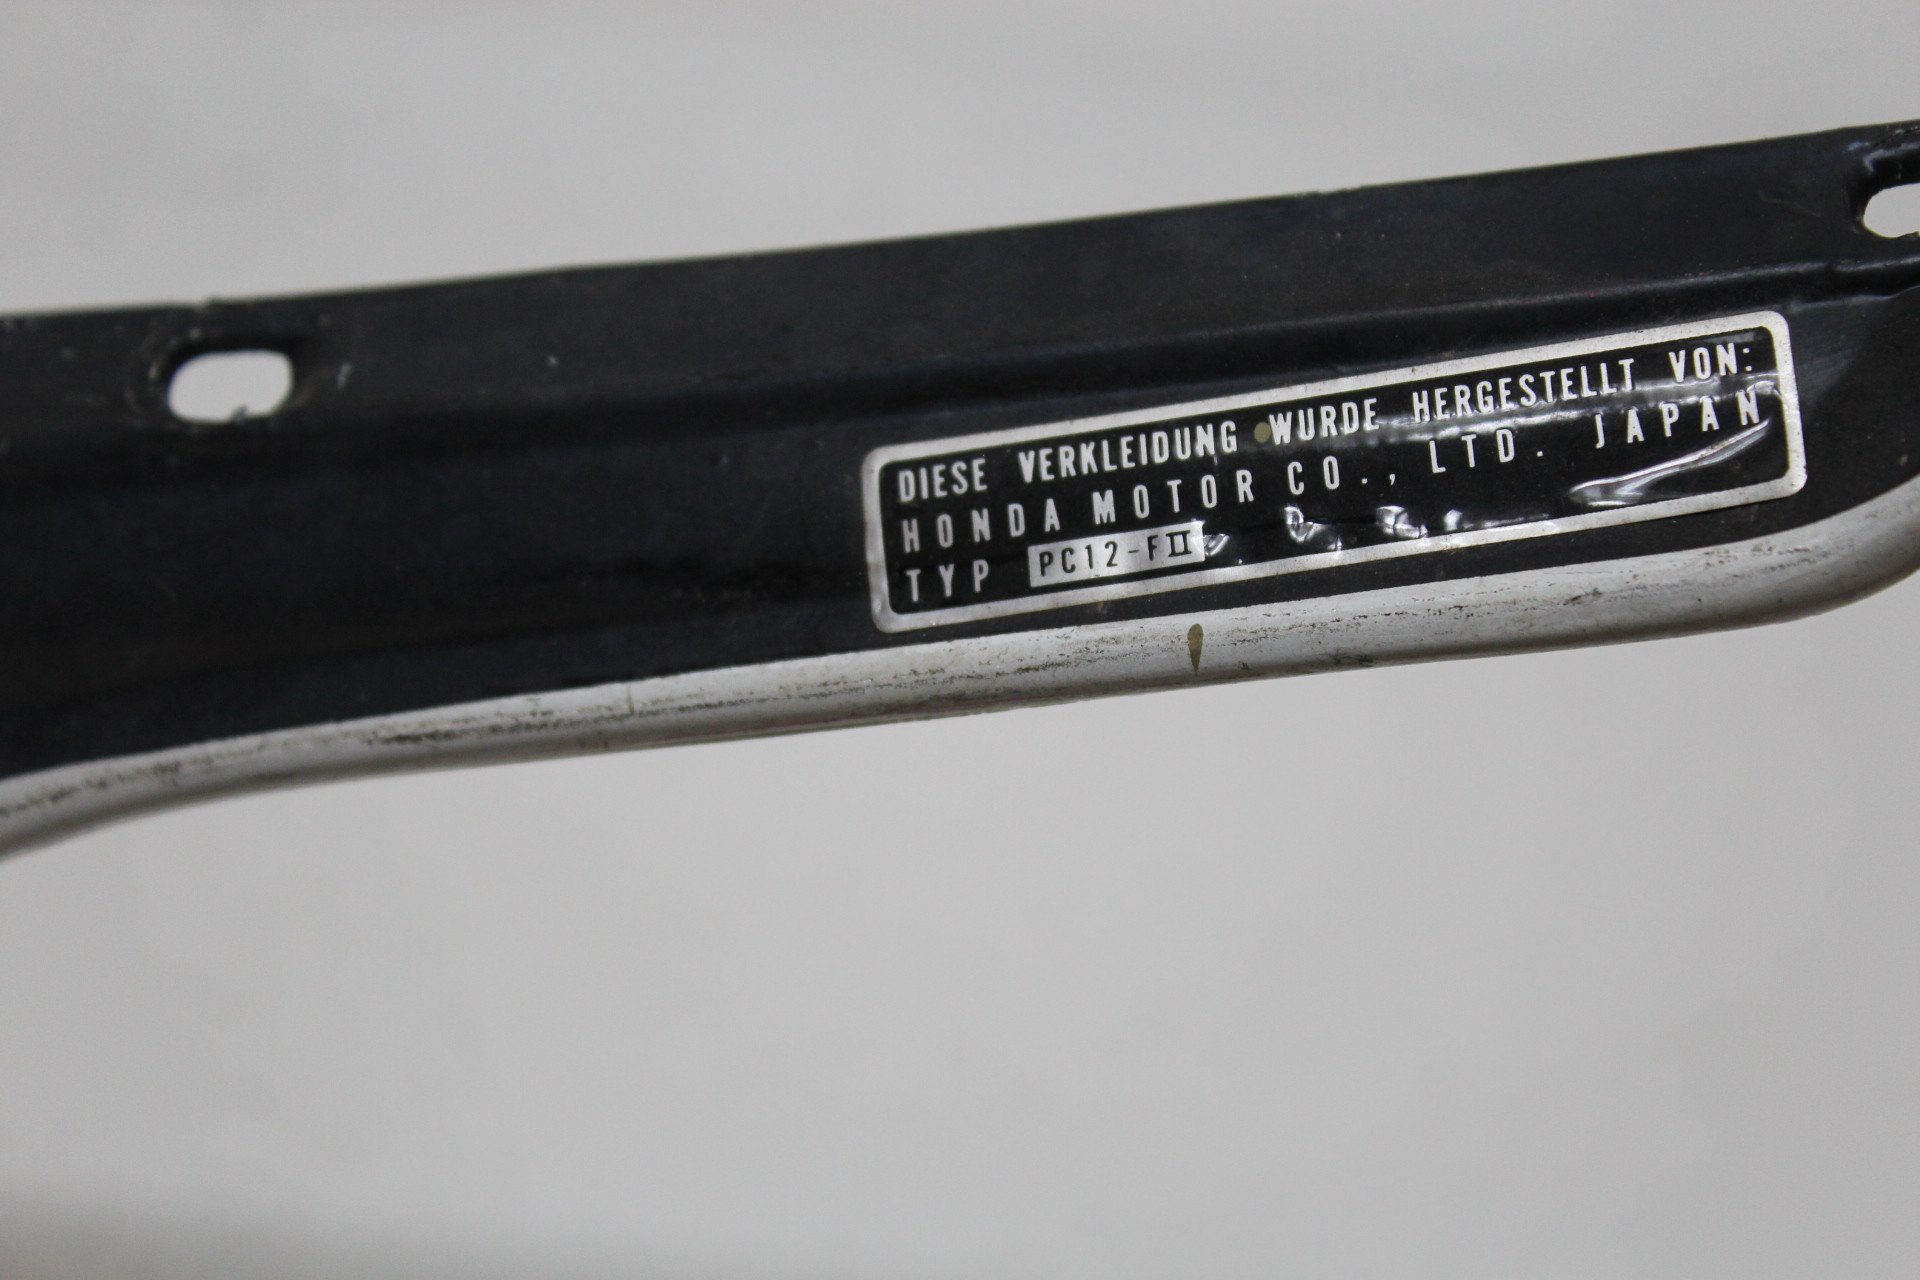 DIESE VERKLEIDUNG WURDE HERGESTELLT VON:
HONDA MOTOR CO., LTD. JAPAN
TYP PC12-FII